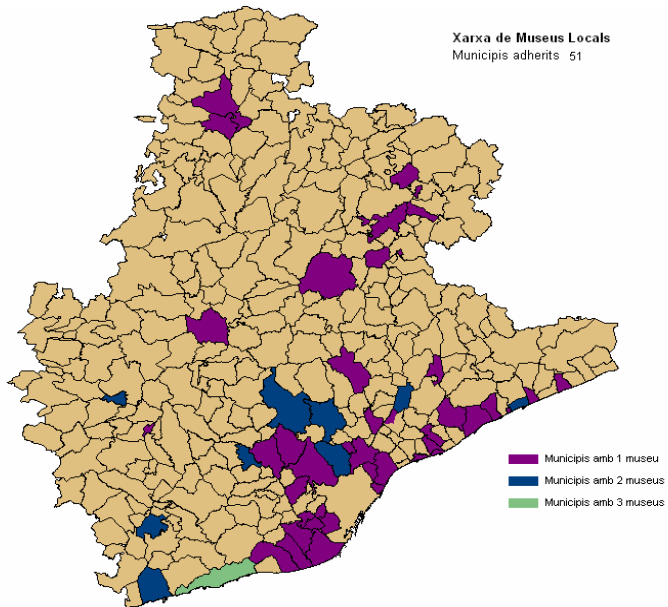 Xarxa de Museus Locals
Municipis adherits 51
Municipis amb 1 museu
Municipis amb 2 museus
Municipis amb 3 museus